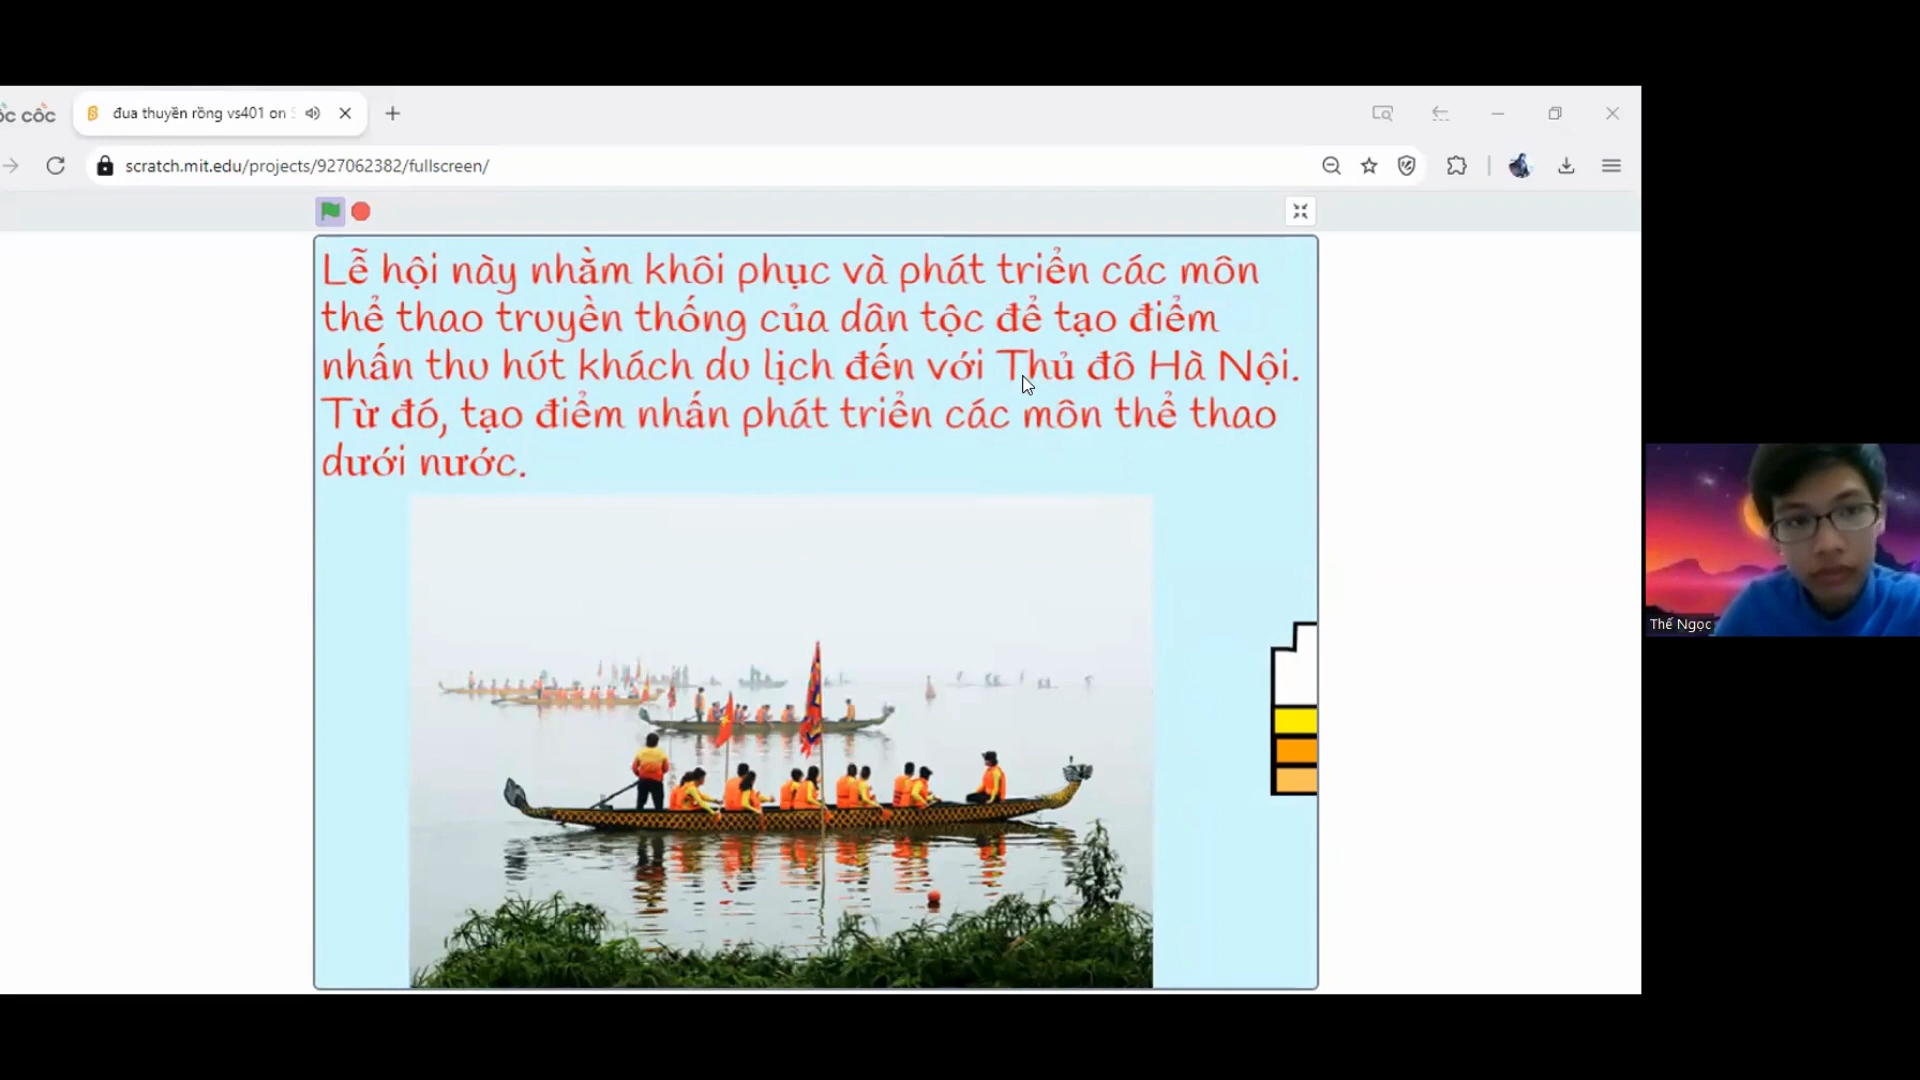 ốc cốc
đua thuyền rồng vs401 on S
scratch.mit.edu/projects/927062382/fullscreen/
Lễ hội này nhằm khôi phục và phát triển các môn
thể thao truyền thống của dân tộc để tạo điểm
nhấn thu hút khách du lịch đến với Thủ đô Hà Nội.
Từ đó, tạo điểm nhấn phát triển các môn thể thao
dưới nước.
Thế Ngọc